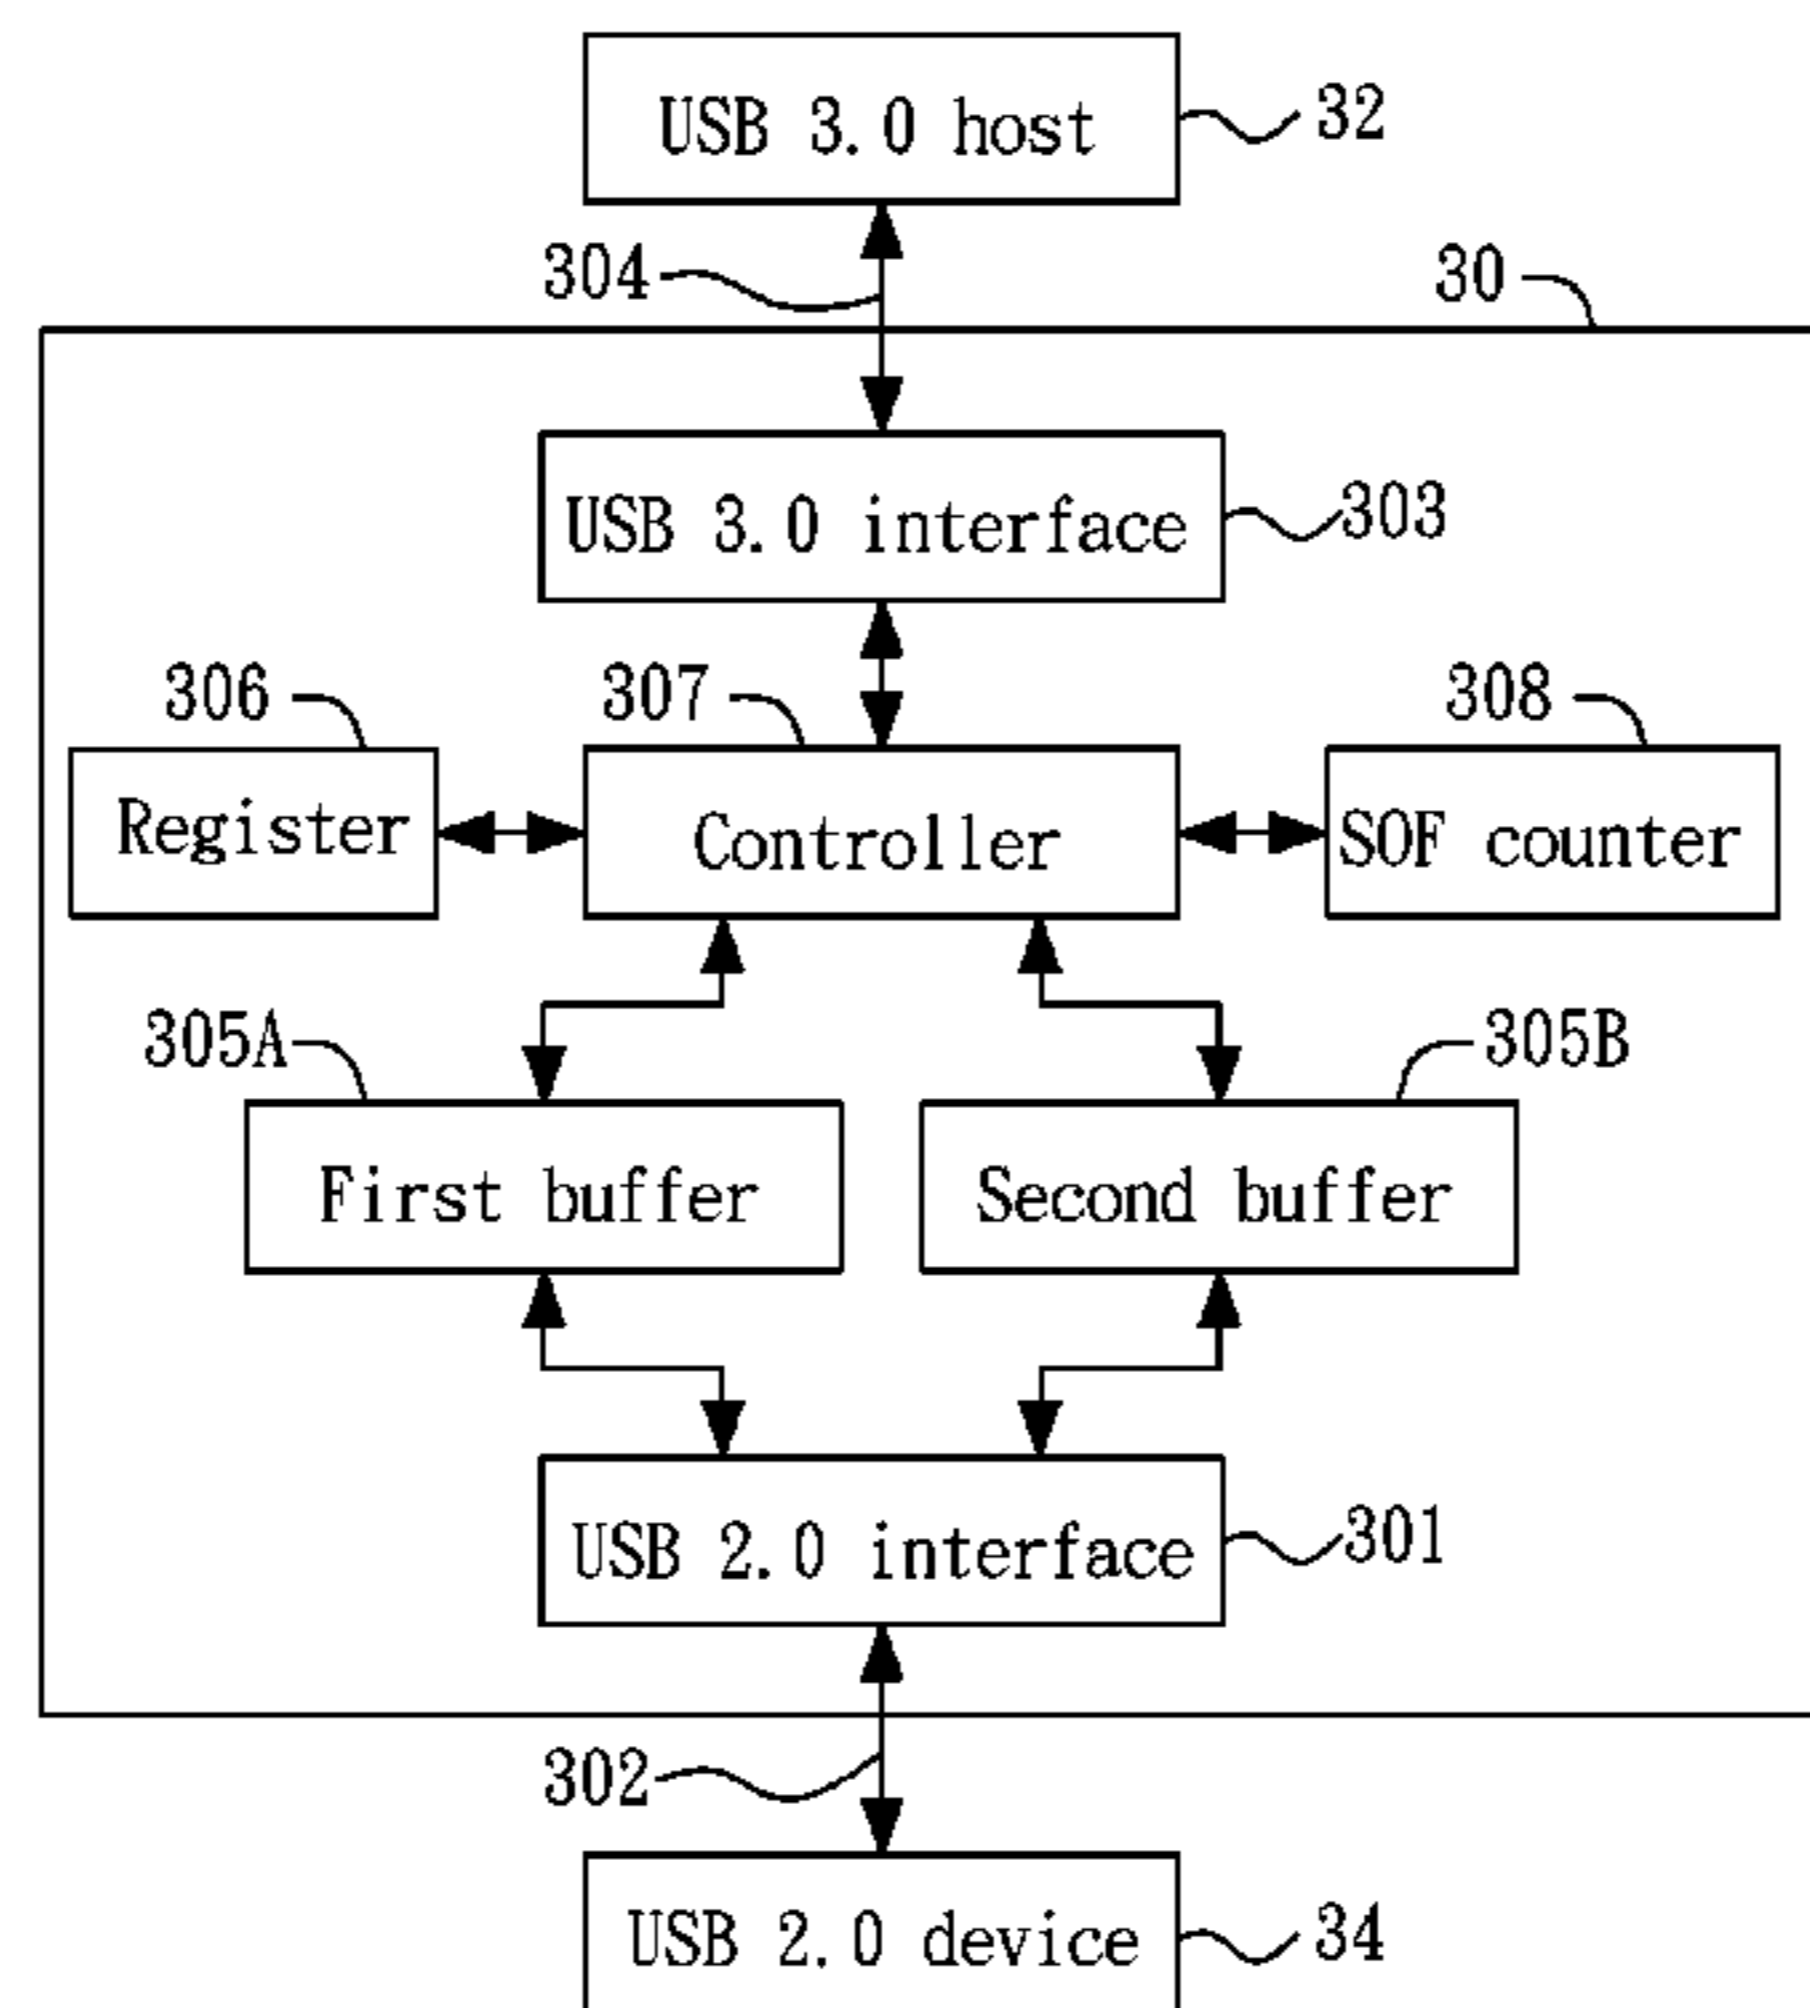 USB 3.0 host
32
304
30
USB 3.0 interface
303
306
307
308
Register
Controller
SOF counter
305A
305B
First buffer
Second buffer
USB 2.0 interface
301
302
USB 2.0 device
34